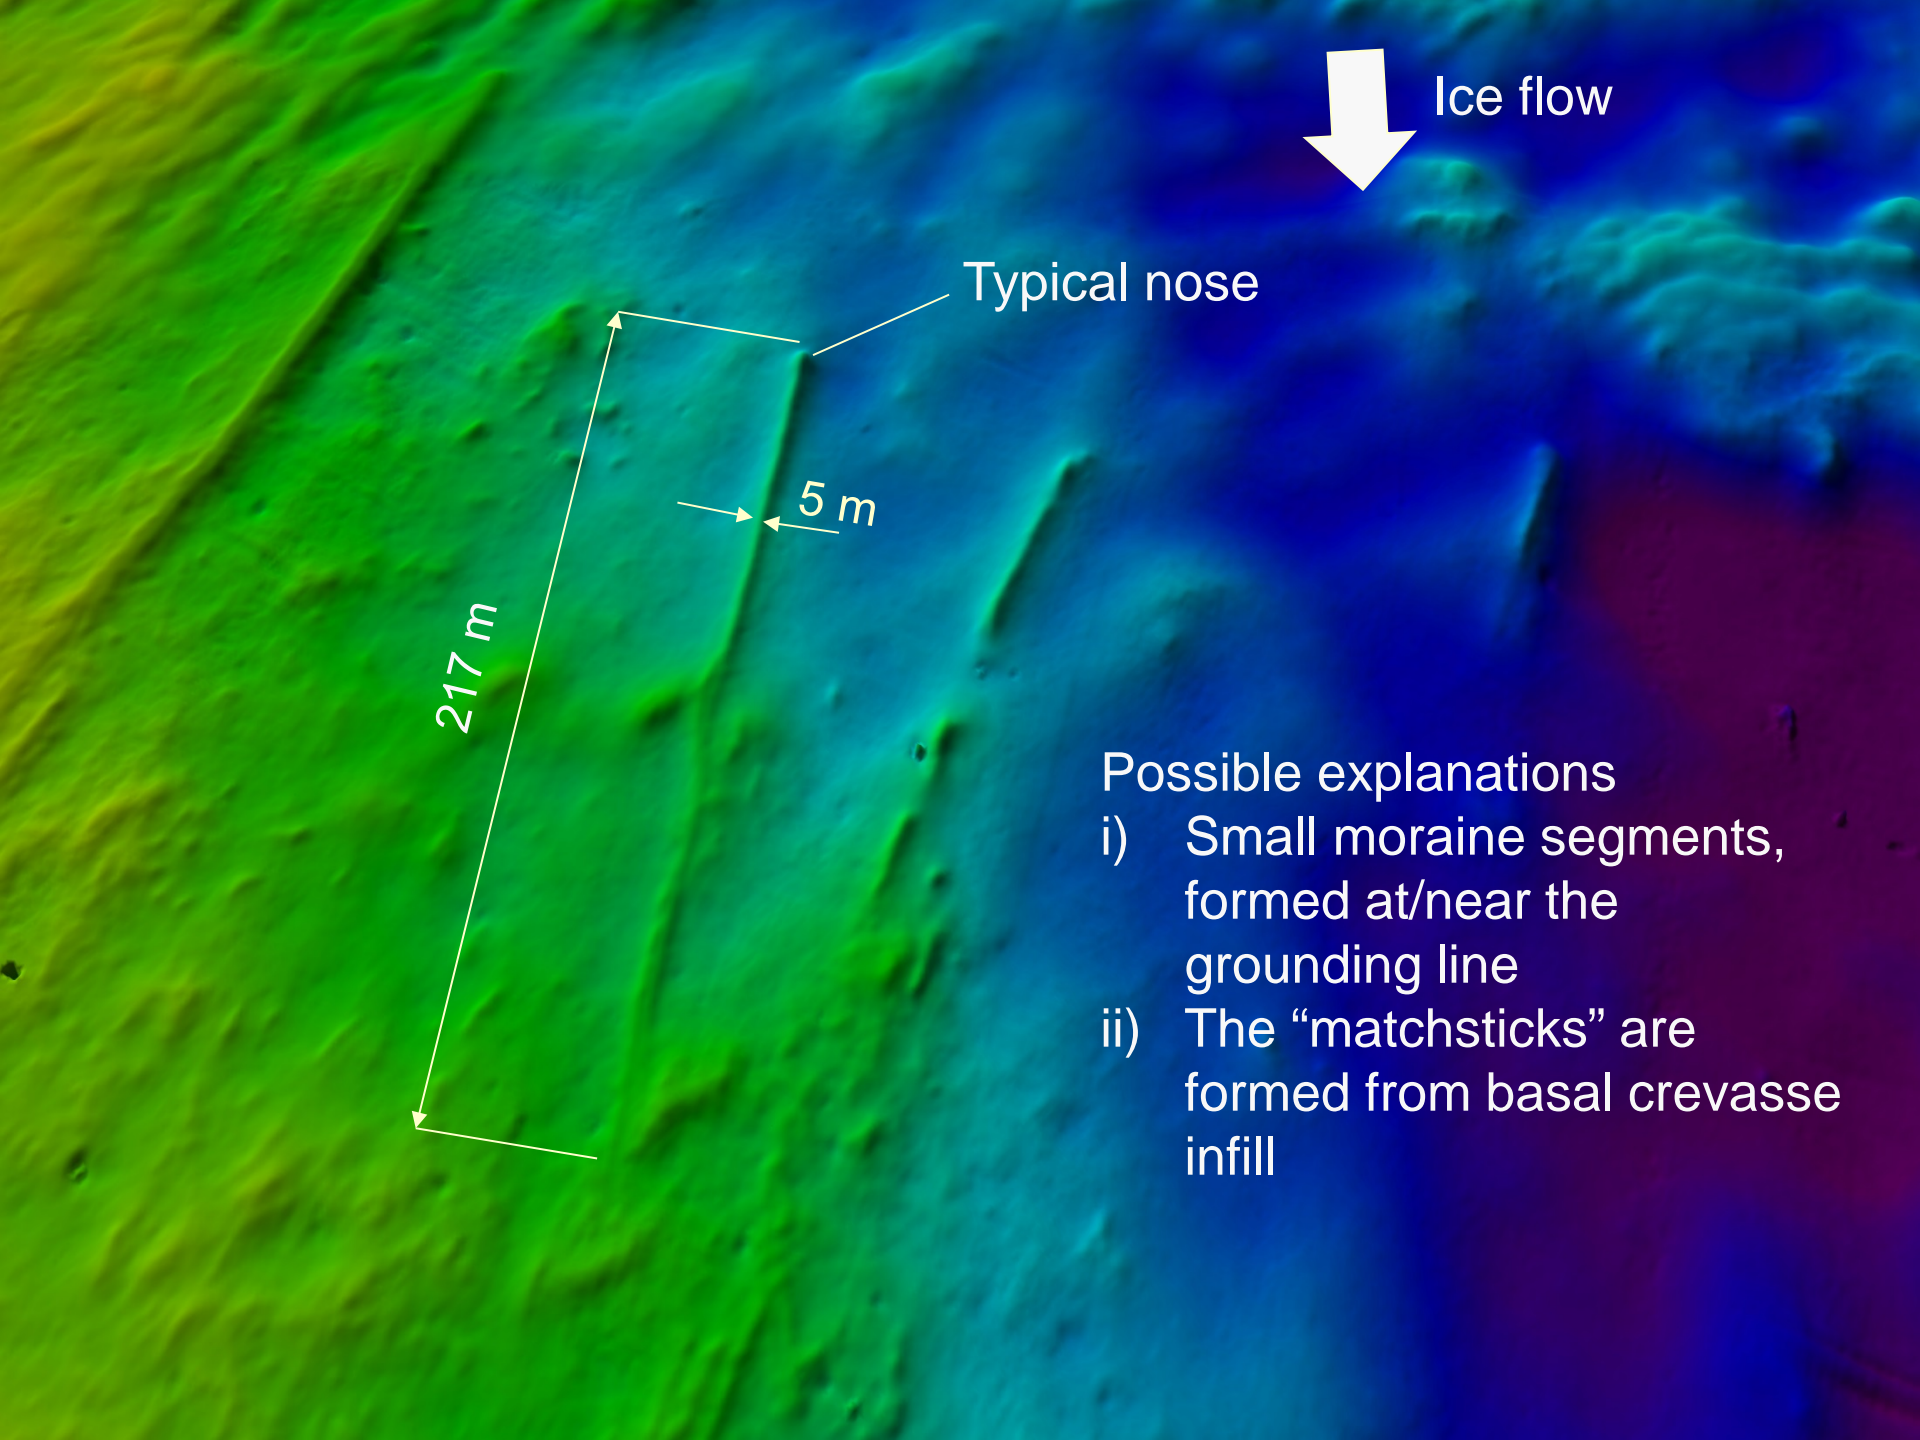 Ice flow
Typical nose
5 m
217 m
Possible explanations
i) Small moraine segments,
formed at/near the
grounding line
ii) The “matchsticks” are
formed from basal crevasse
infill